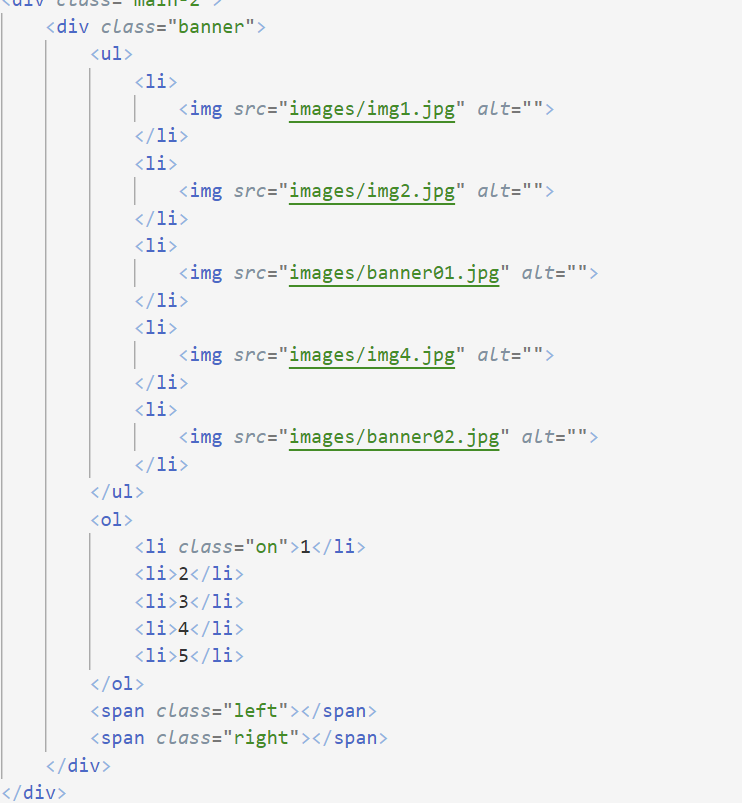 <div class="main-2">
<div class="banner">
<ul>
<li>
<img src="images/img1.jpg" alt="">
</li>
<li>
<img src="images/img2.jpg" alt="">
</li>
<li>
<img src="images/banner01.jpg" alt="">
</li>
<li>
<img src="images/img4.jpg" alt="">
</li>
<li>
<img src="images/banner02.jpg" alt="">
</li>
</ul>
<ol>
<li class="on">1</li>
<li>2</li>
<li>3</li>
<li>4</li>
<li>5</li>
</ol>
<span class="left"></span>
<span class="right"></span>
</div>
</div>